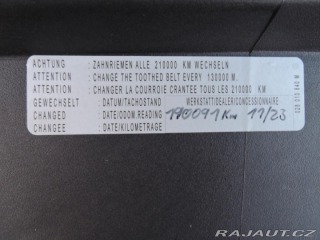 ACHTUNG : ZAHNRIEMEN ALLE 210000 KM WECHSELN
ATTENTION : CHANGE THE TOOTHED BELT EVERY 130000 M.
ATTENTION : CHANGER LA COURROIE CRANTEE TOUS LES 210000 KM
GEWECHSELT : DATUM/TACHOSTAND WERKSTATT/DEALER/CONCESSIONNAIRE
CHANGED : DATE/ODOM.READING 190091 Km 11/23
CHANGEE : DATE/KILOMETRAGE
RAJAUT.CZ